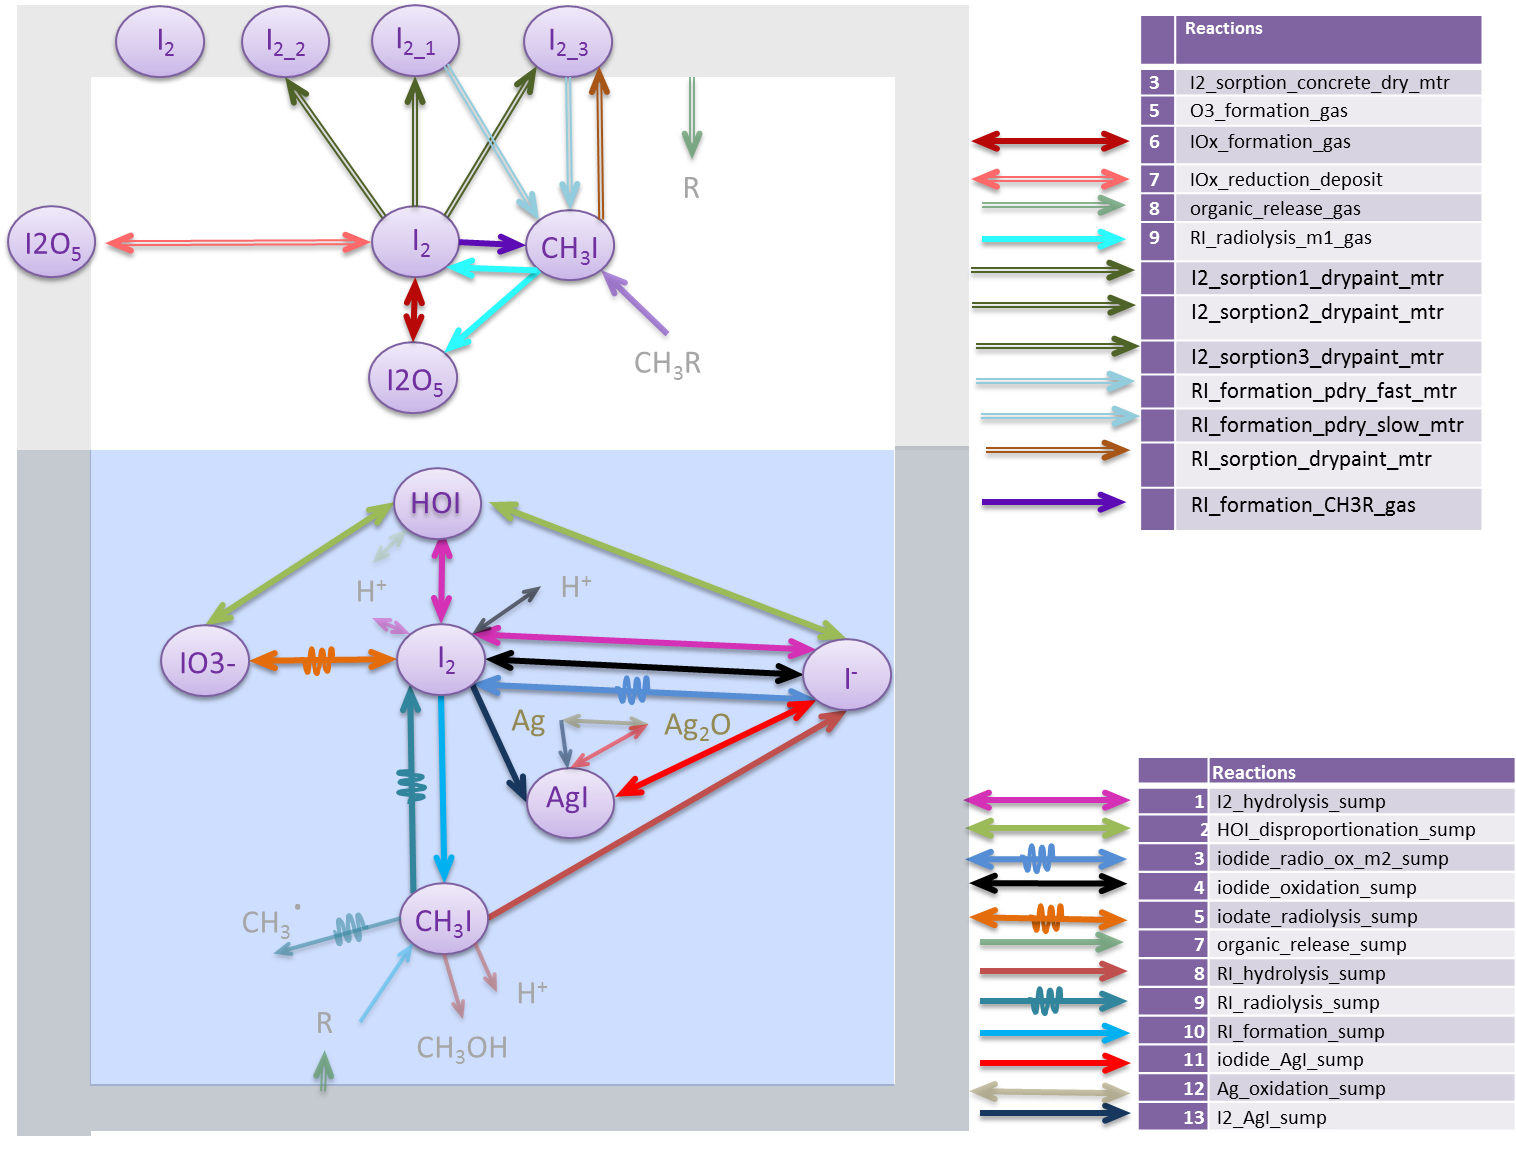 I2
I2_2
I2_1
I2_3
R
I2O5
I2
CH3I
I2O5
CH3R
HOI
H+
H+
IO3-
I2
I-
Ag
Ag2O
AgI
CH3•
CH3I
H+
R
CH3OH
Reactions
3 I2_sorption_concrete_dry_mtr
5 O3_formation_gas
6 IOx_formation_gas
7 IOx_reduction_deposit
8 organic_release_gas
9 RI_radiolysis_m1_gas
I2_sorption1_drypaint_mtr
I2_sorption2_drypaint_mtr
I2_sorption3_drypaint_mtr
RI_formation_pdry_fast_mtr
RI_formation_pdry_slow_mtr
RI_sorption_drypaint_mtr
RI_formation_CH3R_gas
Reactions
1 I2_hydrolysis_sump
2 HOI_disproportionation_sump
3 iodide_radio_ox_m2_sump
4 iodide_oxidation_sump
5 iodate_radiolysis_sump
7 organic_release_sump
8 RI_hydrolysis_sump
9 RI_radiolysis_sump
10 RI_formation_sump
11 iodide_AgI_sump
12 Ag_oxidation_sump
13 I2_AgI_sump